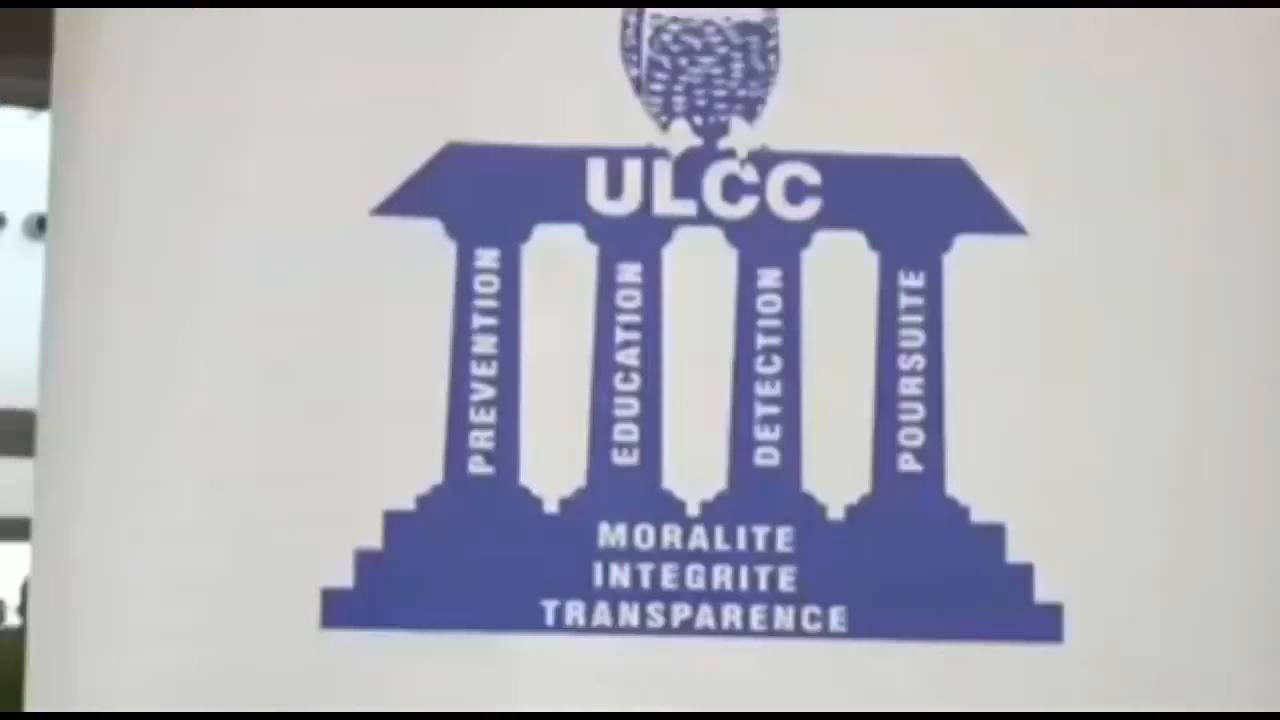 ULCC
PREVENTION
EDUCATION
DETECTION
POURSUITE
MORALITE
INTEGRITE
TRANSPARENCE